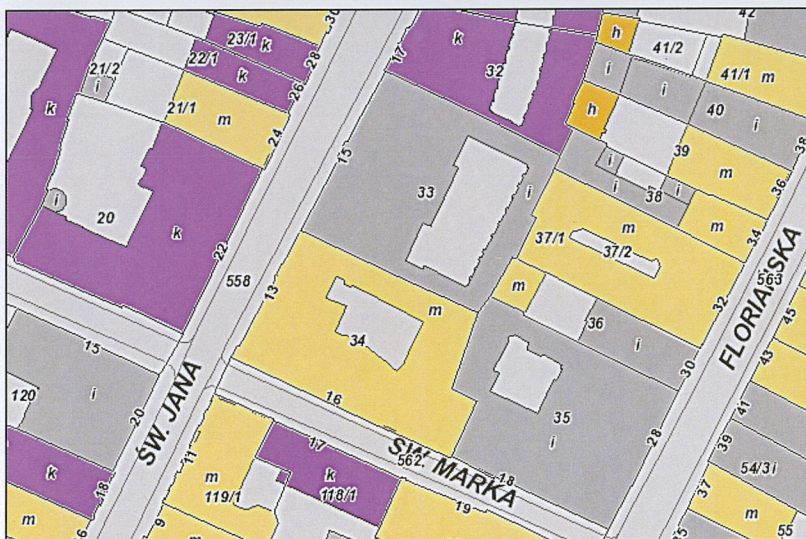 30
23/1 k
28
17
k
h
42
41/2
21/2
22/1 k
32
i
26
i
41/1 m
i
21/1 m
24
h
40 i
15
39
38
i
m
33
i
i
36
i
38
i
20
m
m
k
37/1
34
22
37/2
558
563
13
m
m
32
45
FLORIAŃSKA
36
i
15
34
30
43
i
120
20
16
35
41
ŚW. JANA
i
28
17
ŚW. MARKA
39
k
11
k
562
54/3 i
m
18
118/1
18
37
m
119/1
19
m
9
m
35
55
16